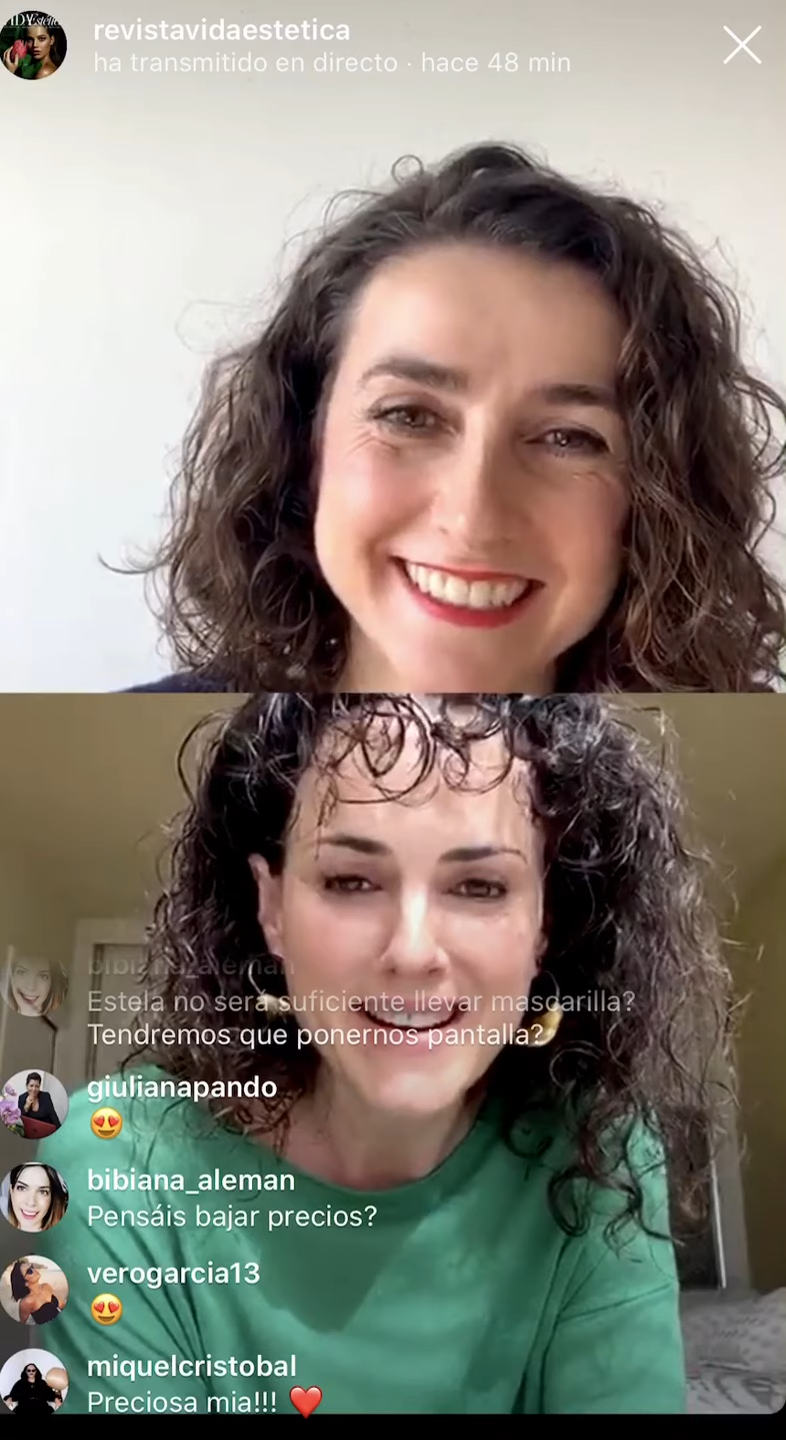 revistavidaestetica
ha transmitido en directo · hace 48 min
bibiana_aleman
Estela no será suficiente llevar mascarilla?
Tendremos que ponernos pantalla?
giulianapando
😍
bibiana_aleman
Pensáis bajar precios?
verogarcia13
😍
miquelcristobal
Preciosa mia!!! ❤️